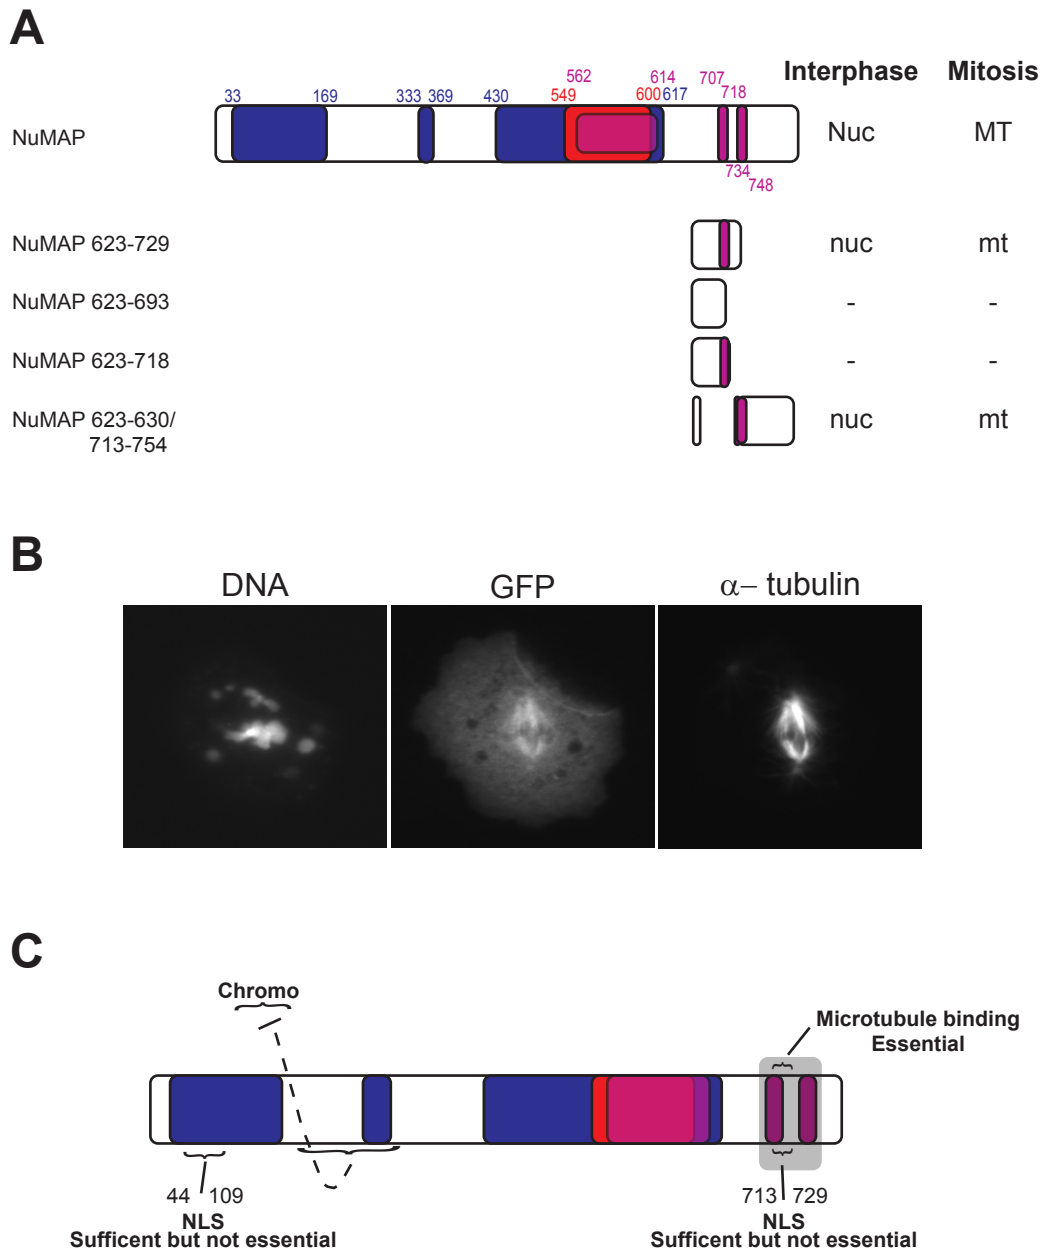 A
Interphase Mitosis
562 614 707
33 169 333 369 430 549 600 617 718
NuMAP Nuc MT
734
748
NuMAP 623-729 nuc mt
NuMAP 623-693 - -
NuMAP 623-718 - -
NuMAP 623-630/ nuc mt
713-754
B
DNA GFP α– tubulin
C
Chromo
Microtubule binding
Essential
44 109 713 729
NLS NLS
Sufficent but not essential Sufficent but not essential